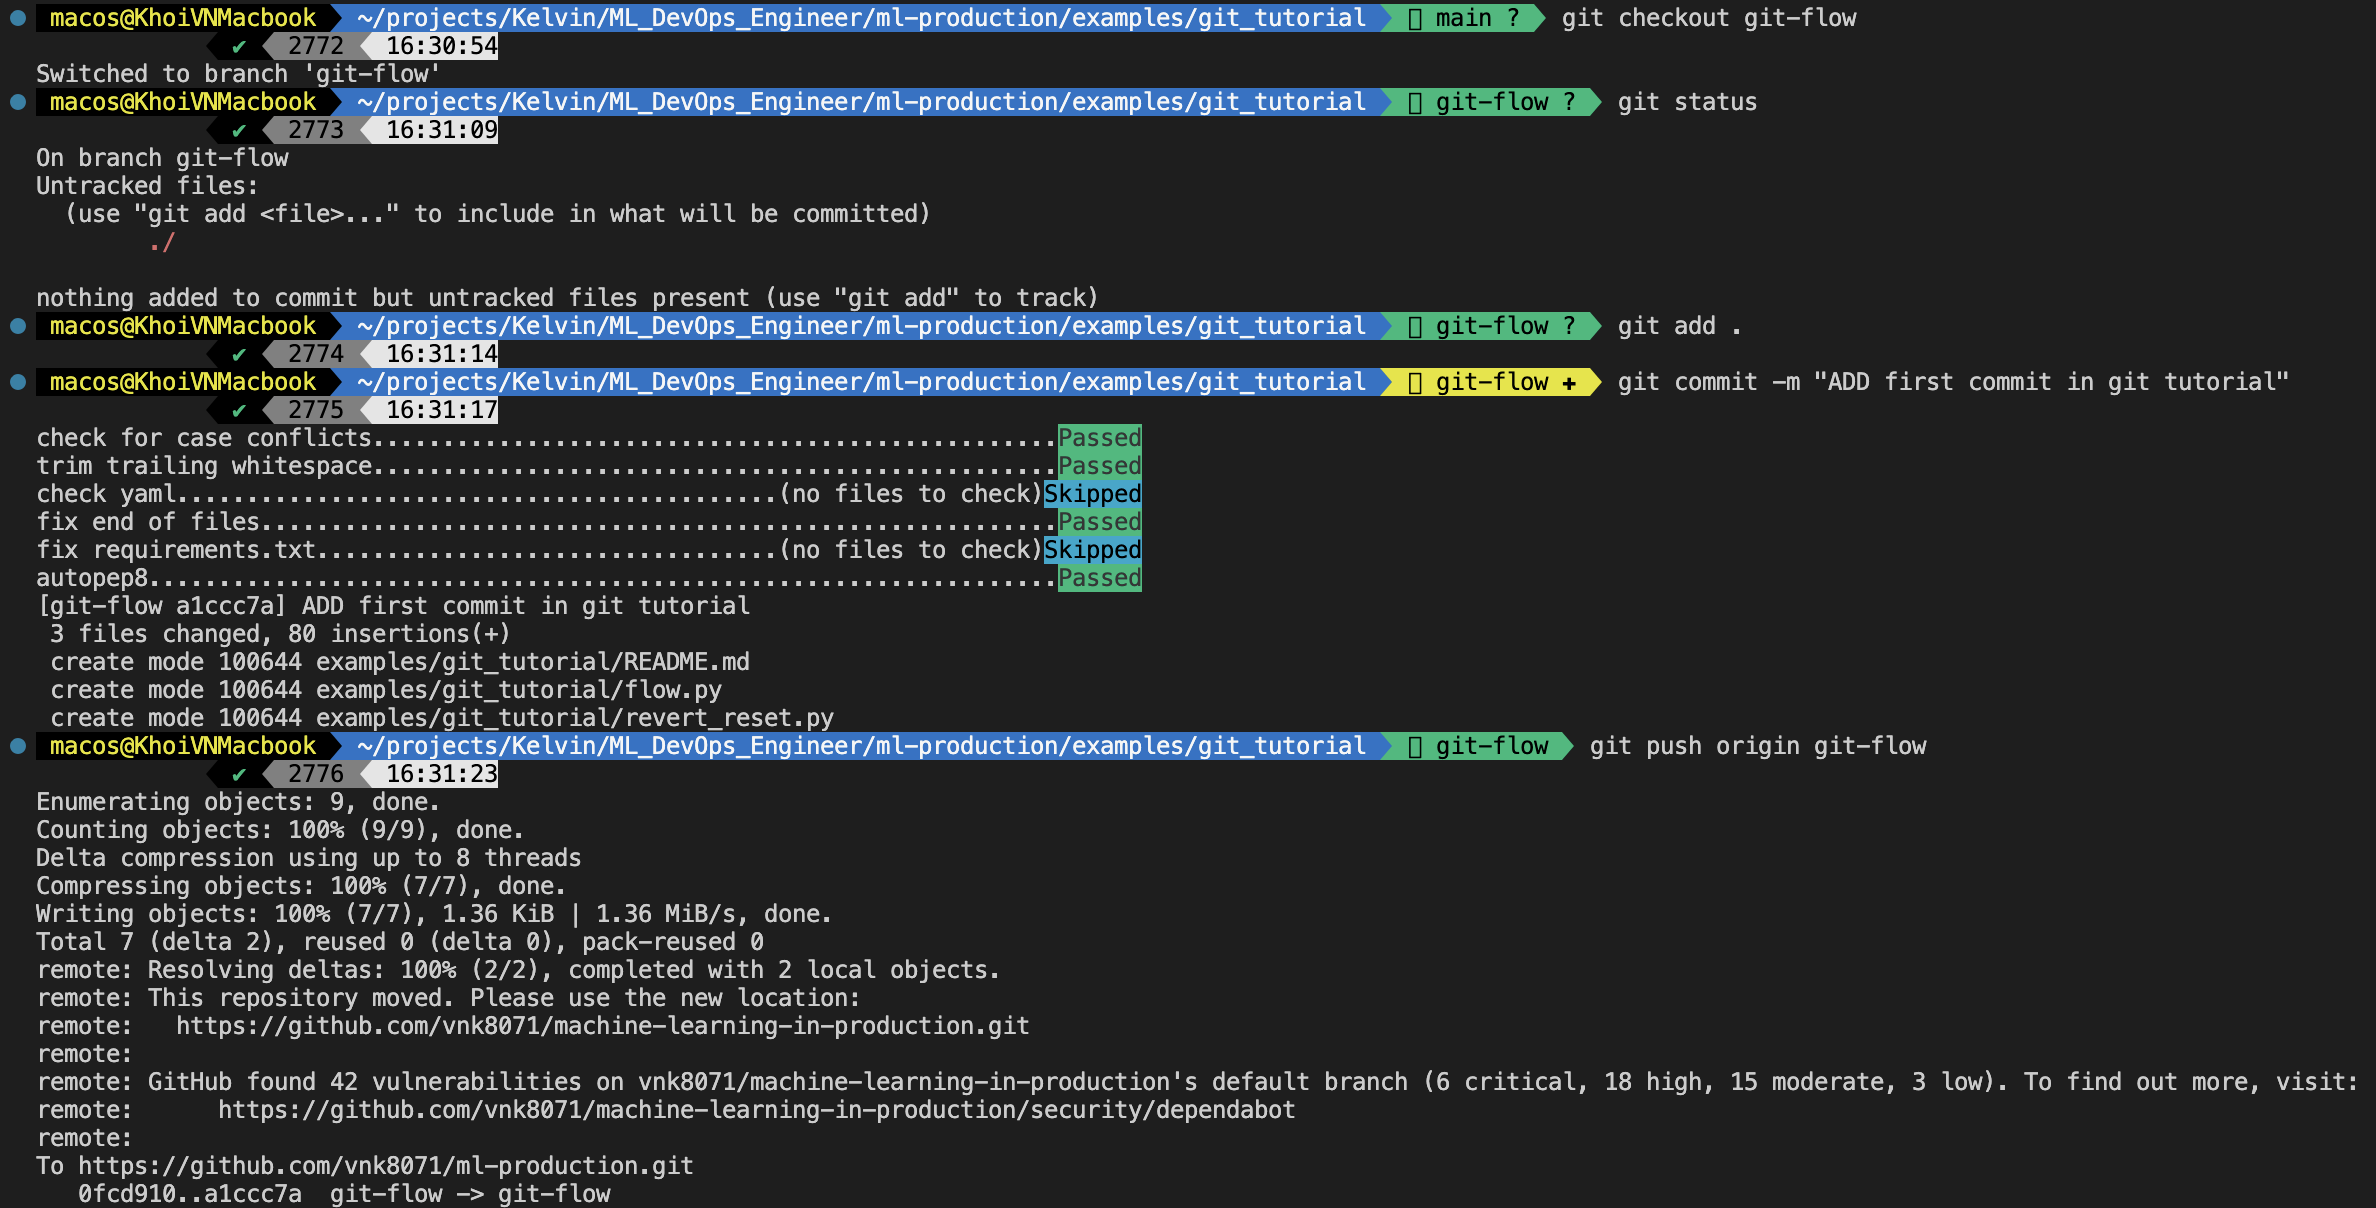 macos@KhoiVNMacbook ~/projects/Kelvin/ML_DevOps_Engineer/ml-production/examples/git_tutorial main ? git checkout git-flow
✔ 2772 16:30:54
Switched to branch 'git-flow'
macos@KhoiVNMacbook ~/projects/Kelvin/ML_DevOps_Engineer/ml-production/examples/git_tutorial git-flow ? git status
✔ 2773 16:31:09
On branch git-flow
Untracked files:
  (use "git add <file>..." to include in what will be committed)
        ./
nothing added to commit but untracked files present (use "git add" to track)
macos@KhoiVNMacbook ~/projects/Kelvin/ML_DevOps_Engineer/ml-production/examples/git_tutorial git-flow ? git add .
✔ 2774 16:31:14
macos@KhoiVNMacbook ~/projects/Kelvin/ML_DevOps_Engineer/ml-production/examples/git_tutorial git-flow ✚ git commit -m "ADD first commit in git tutorial"
✔ 2775 16:31:17
check for case conflicts.................................................Passed
trim trailing whitespace.................................................Passed
check yaml...........................................(no files to check)Skipped
fix end of files.........................................................Passed
fix requirements.txt.................................(no files to check)Skipped
autopep8.................................................................Passed
[git-flow a1ccc7a] ADD first commit in git tutorial
 3 files changed, 80 insertions(+)
 create mode 100644 examples/git_tutorial/README.md
 create mode 100644 examples/git_tutorial/flow.py
 create mode 100644 examples/git_tutorial/revert_reset.py
macos@KhoiVNMacbook ~/projects/Kelvin/ML_DevOps_Engineer/ml-production/examples/git_tutorial git-flow git push origin git-flow
✔ 2776 16:31:23
Enumerating objects: 9, done.
Counting objects: 100% (9/9), done.
Delta compression using up to 8 threads
Compressing objects: 100% (7/7), done.
Writing objects: 100% (7/7), 1.36 KiB | 1.36 MiB/s, done.
Total 7 (delta 2), reused 0 (delta 0), pack-reused 0
remote: Resolving deltas: 100% (2/2), completed with 2 local objects.
remote: This repository moved. Please use the new location:
remote:   https://github.com/vnk8071/machine-learning-in-production.git
remote:
remote: GitHub found 42 vulnerabilities on vnk8071/machine-learning-in-production's default branch (6 critical, 18 high, 15 moderate, 3 low). To find out more, visit:
remote:      https://github.com/vnk8071/machine-learning-in-production/security/dependabot
remote:
To https://github.com/vnk8071/ml-production.git
   0fcd910..a1ccc7a  git-flow -> git-flow